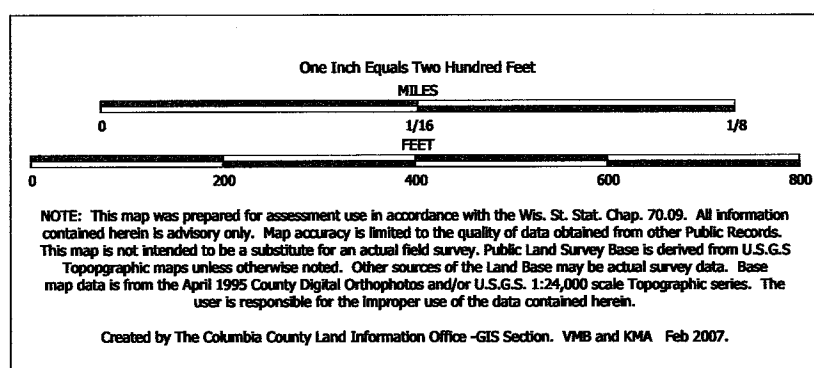 One Inch Equals Two Hundred Feet
MILES
0 1/16 1/8
FEET
0 200 400 600 800
NOTE: This map was prepared for assessment use in accordance with the Wis. St. Stat. Chap. 70.09. All information
contained herein is advisory only. Map accuracy is limited to the quality of data obtained from other Public Records.
This map is not intended to be a substitute for an actual field survey. Public Land Survey Base is derived from U.S.G.S
Topopgraphic maps unless otherwise noted. Other sources of the Land Base may be actual survey data. Base
map data is from the April 1995 County Digital Orthophotos and/or U.S.G.S. 1:24,000 scale Topographic series. The
user is responsible for the improper use of the data contained herein.
Created by The Columbia County Land Information Office -GIS Section. VMB and KMA Feb 2007.